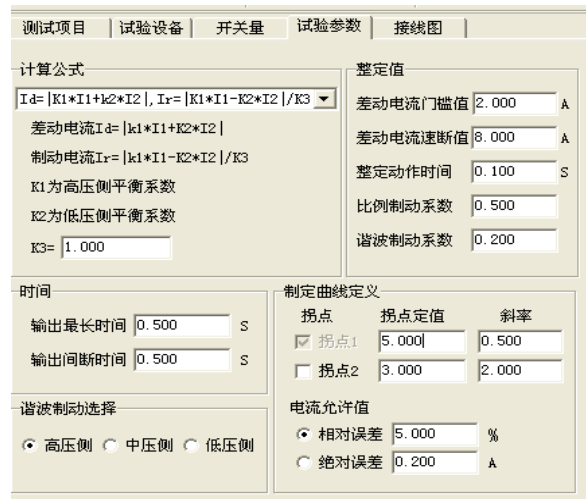 测试项目 试验设备 开关量 试验参数 接线图
计算公式
Id=|K1*I1+k2*I2|,Ir=|K1*I1-K2*I2|/K3
差动电流Id=|k1*I1+K2*I2|
制动电流Ir=|k1*I1-K2*I2|/K3
K1为高压侧平衡系数
K2为低压侧平衡系数
K3= 1.000
整定值
差动电流门槛值 2.000 A
差动电流速断值 8.000 A
整定动作时间 0.100 S
比例制动系数 0.500
谐波制动系数 0.200
时间
输出最长时间 0.500 S
输出间断时间 0.500 S
谐波制动选择
高压侧 中压侧 低压侧
制定曲线定义
拐点 拐点定值 斜率
拐点1 5.000 0.500
拐点2 3.000 2.000
电流允许值
相对误差 5.000 %
绝对误差 0.200 A